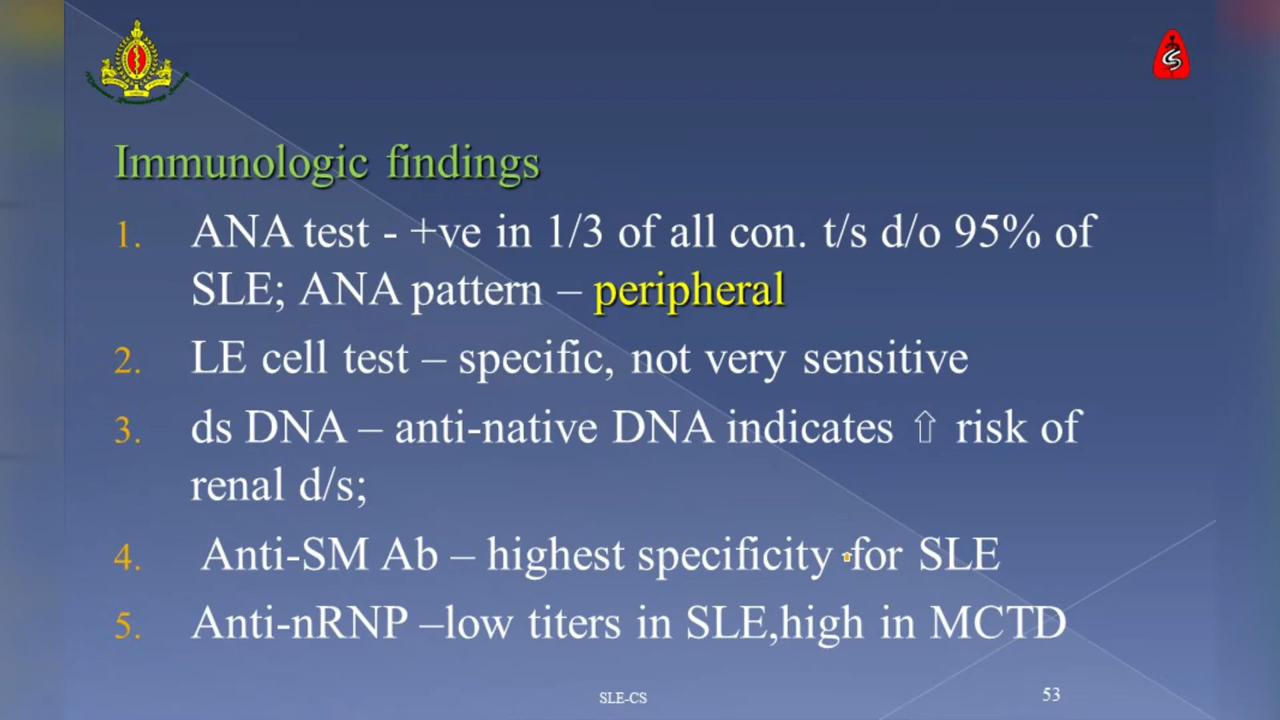 Immunologic findings
1. ANA test - +ve in 1/3 of all con. t/s d/o 95% of
SLE; ANA pattern – peripheral
2. LE cell test – specific, not very sensitive
3. ds DNA – anti-native DNA indicates ⇧ risk of
renal d/s;
4. Anti-SM Ab – highest specificity for SLE
5. Anti-nRNP –low titers in SLE,high in MCTD
SLE-CS
53